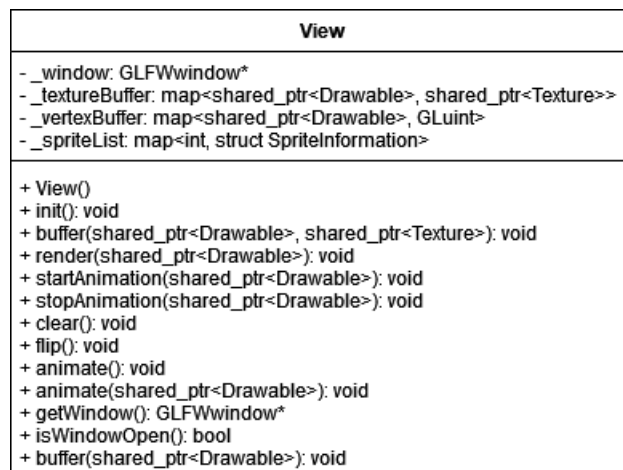 View
- _window: GLFWwindow*
- _textureBuffer: map<shared_ptr<Drawable>, shared_ptr<Texture>>
- _vertexBuffer: map<shared_ptr<Drawable>, GLuint>
- _spriteList: map<int, struct SpriteInformation>
+ View()
+ init(): void
+ buffer(shared_ptr<Drawable>, shared_ptr<Texture>): void
+ render(shared_ptr<Drawable>): void
+ startAnimation(shared_ptr<Drawable>): void
+ stopAnimation(shared_ptr<Drawable>): void
+ clear(): void
+ flip(): void
+ animate(): void
+ animate(shared_ptr<Drawable>): void
+ getWindow(): GLFWwindow*
+ isWindowOpen(): bool
+ buffer(shared_ptr<Drawable>): void